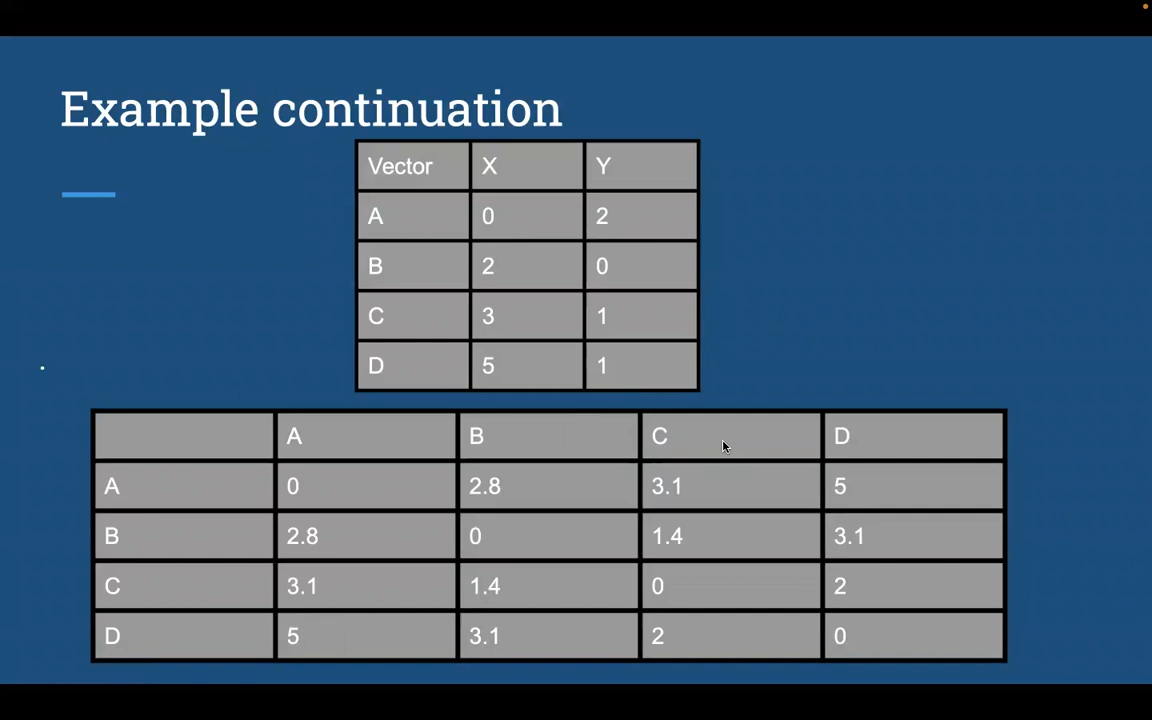 Example continuation
Vector X Y
A 0 2
B 2 0
C 3 1
D 5 1
A B C D
A 0 2.8 3.1 5
B 2.8 0 1.4 3.1
C 3.1 1.4 0 2
D 5 3.1 2 0